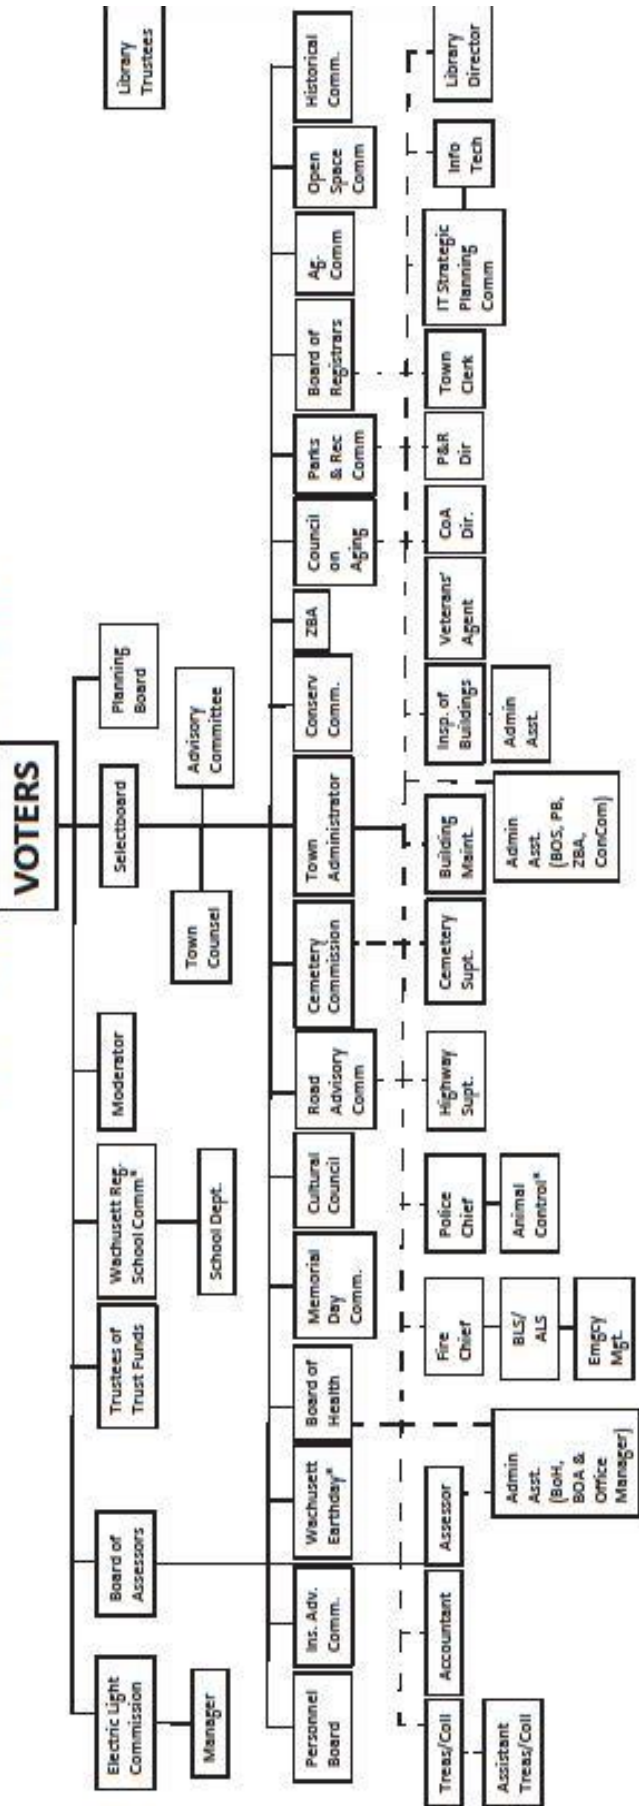 VOTERS
Electric Light
Commission
Board of
Assessors
Trustees of
Trust Funds
Wachusett Reg.
School Comm*
Moderator
Selectboard
Planning
Board
Library
Trustees
Manager
School Dept.
Town
Counsel
Advisory
Committee
Personnel
Board
Ins. Adv.
Comm.
Wachusett
Earthday*
Board of
Health
Memorial
Day
Comm.
Cultural
Council
Road
Advisory
Comm
Cemetery
Commission
Town
Administrator
Conserv
Comm.
ZBA
Council
on
Aging
Parks
& Rec
Comm
Board of
Registrars
Ag.
Comm
Open
Space
Comm
Historical
Comm.
Treas/Coll
Accountant
Assessor
Fire
Chief
Police
Chief
Highway
Supt.
Cemetery
Supt.
Building
Maint.
Insp. of
Buildings
Veterans'
Agent
CoA
Dir.
P&R
Dir
Town
Clerk
IT Strategic
Planning
Comm
Info
Tech
Library
Director
Assistant
Treas/Coll
Admin
Asst.
(BoH,
BOA &
Office
Manager)
BLS/
ALS
Emgcy
Mgt.
Animal
Control*
Admin
Asst.
(BOS, PB,
ZBA,
ConCom)
Admin
Asst.